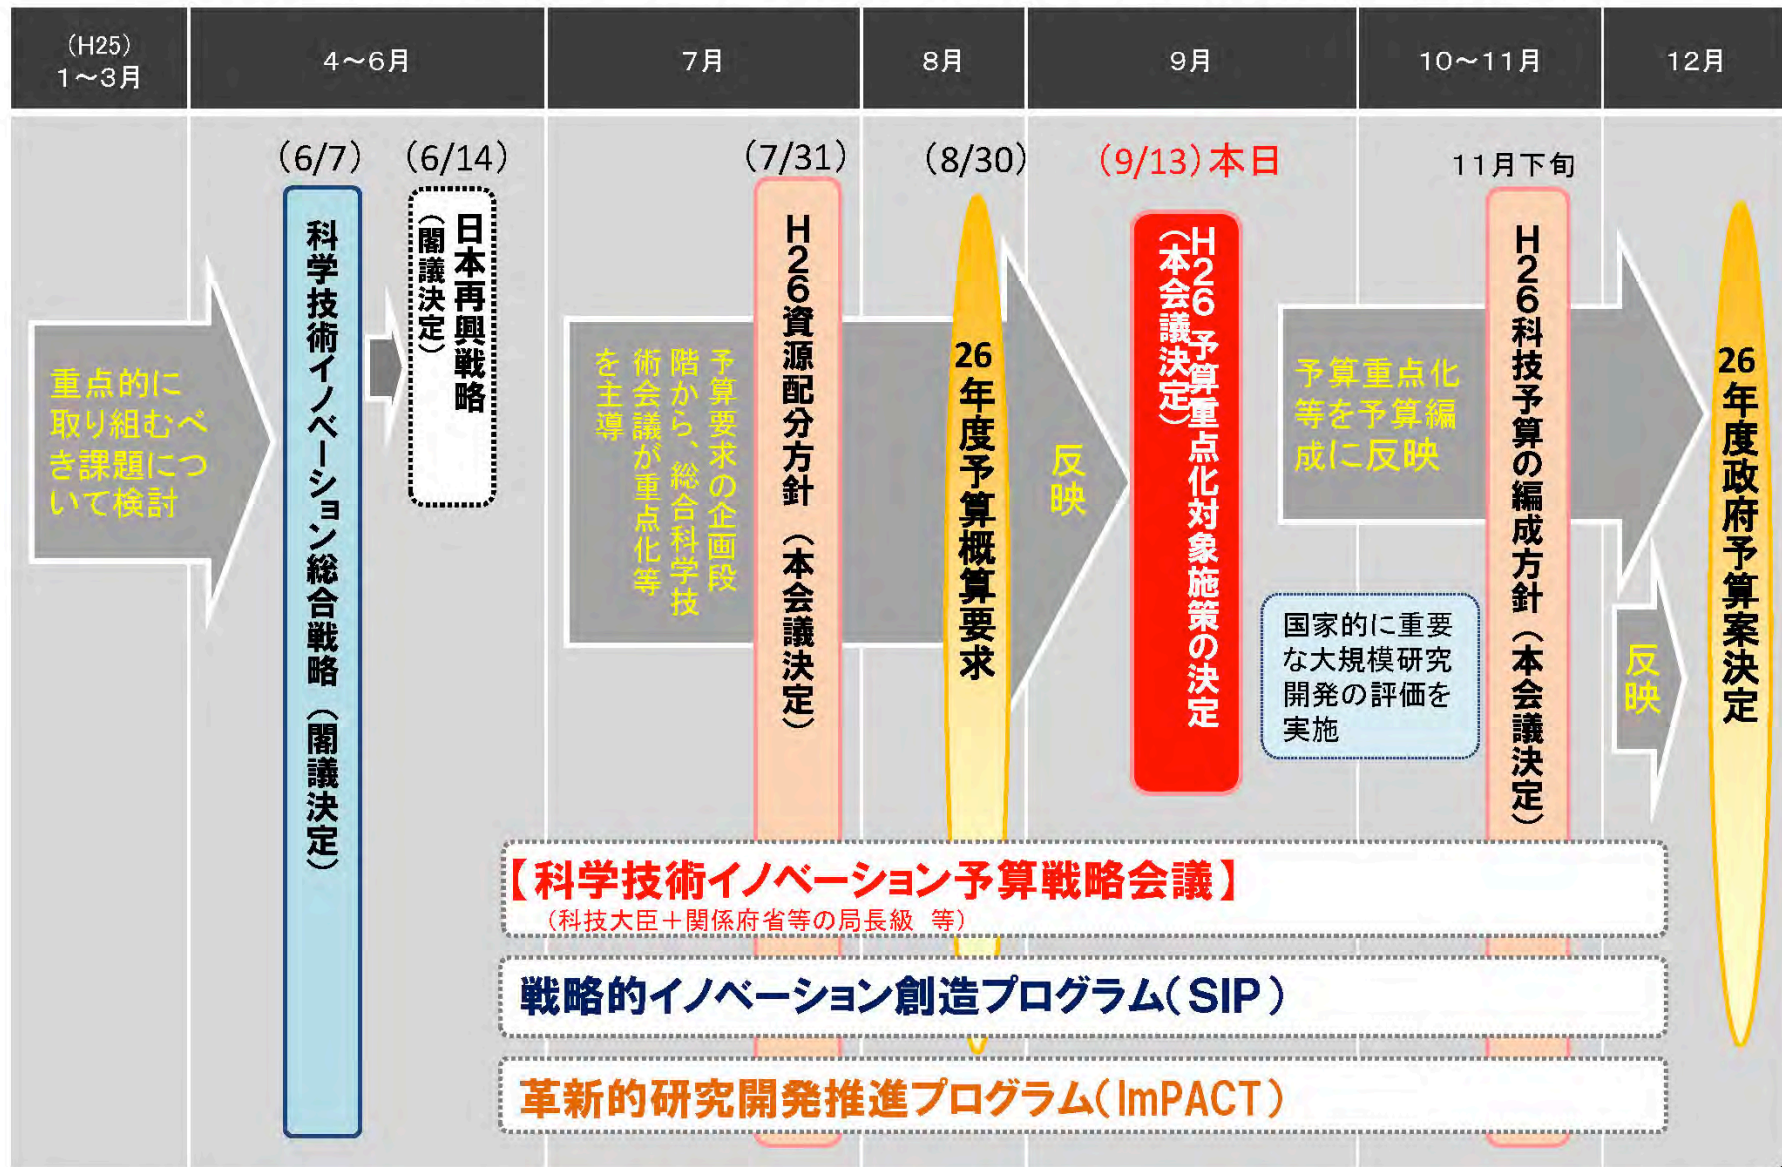 （H25）
1～3月
4～6月
7月
8月
9月
10～11月
12月
（6/7）
（6/14）
（7/31）
（8/30）
（9/13）本日
11月下旬
重点的に
取り組むべ
き課題につ
いて検討
科学技術イノベーション総合戦略（閣議決定）
日本再興戦略
（閣議決定）
予算要求の企画段
階から、総合科学技
術会議が重点化等
を主導
H26資源配分方針（本会議決定）
26年度予算概算要求
反映
H26 予算重点化対象施策の決定
（本会議決定）
予算重点化
等を予算編
成に反映
国家的に重要
な大規模研究
開発の評価を
実施
H26科技予算の編成方針（本会議決定）
反映
26年度政府予算案決定
【科学技術イノベーション予算戦略会議】
（科技大臣＋関係府省等の局長級 等）
戦略的イノベーション創造プログラム（SIP）
革新的研究開発推進プログラム（ImPACT）